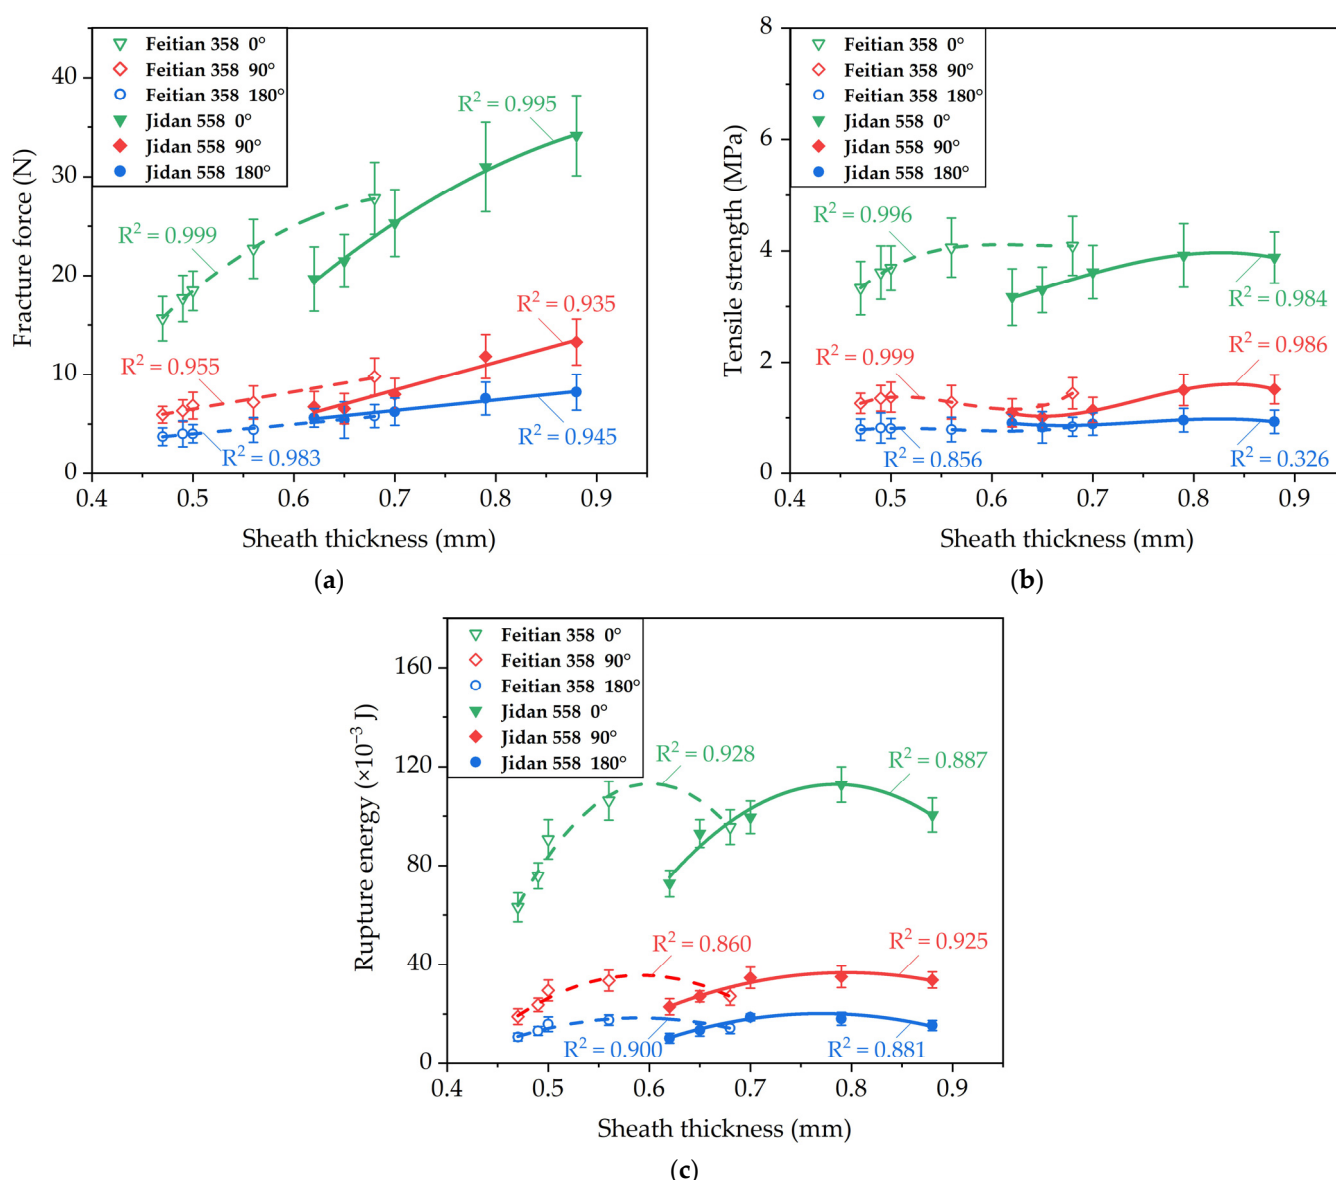 Feitian 358 0°
Feitian 358 90°
Feitian 358 180°
Jidan 558 0°
Jidan 558 90°
Jidan 558 180°
R² = 0.995
R² = 0.999
R² = 0.935
R² = 0.955
R² = 0.983
R² = 0.945
Fracture force (N)
40
30
20
10
0
0.4 0.5 0.6 0.7 0.8 0.9
Sheath thickness (mm)
(a)
Feitian 358 0°
Feitian 358 90°
Feitian 358 180°
Jidan 558 0°
Jidan 558 90°
Jidan 558 180°
R² = 0.996
R² = 0.984
R² = 0.999
R² = 0.986
R² = 0.856
R² = 0.326
Tensile strength (MPa)
8
6
4
2
0
0.4 0.5 0.6 0.7 0.8 0.9
Sheath thickness (mm)
(b)
Feitian 358 0°
Feitian 358 90°
Feitian 358 180°
Jidan 558 0°
Jidan 558 90°
Jidan 558 180°
R² = 0.928
R² = 0.887
R² = 0.860
R² = 0.925
R² = 0.900
R² = 0.881
Rupture energy (×10⁻³ J)
160
120
80
40
0
0.4 0.5 0.6 0.7 0.8 0.9
Sheath thickness (mm)
(c)